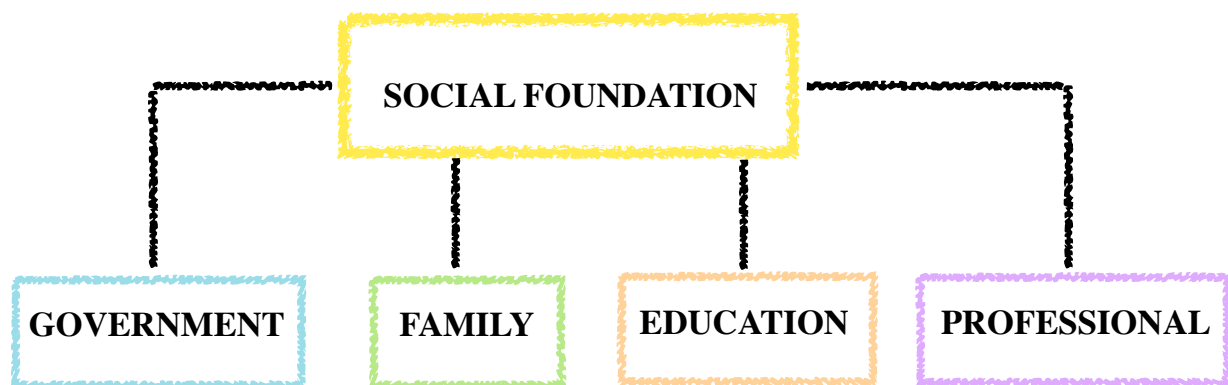 SOCIAL FOUNDATION
GOVERNMENT
FAMILY
EDUCATION
PROFESSIONAL